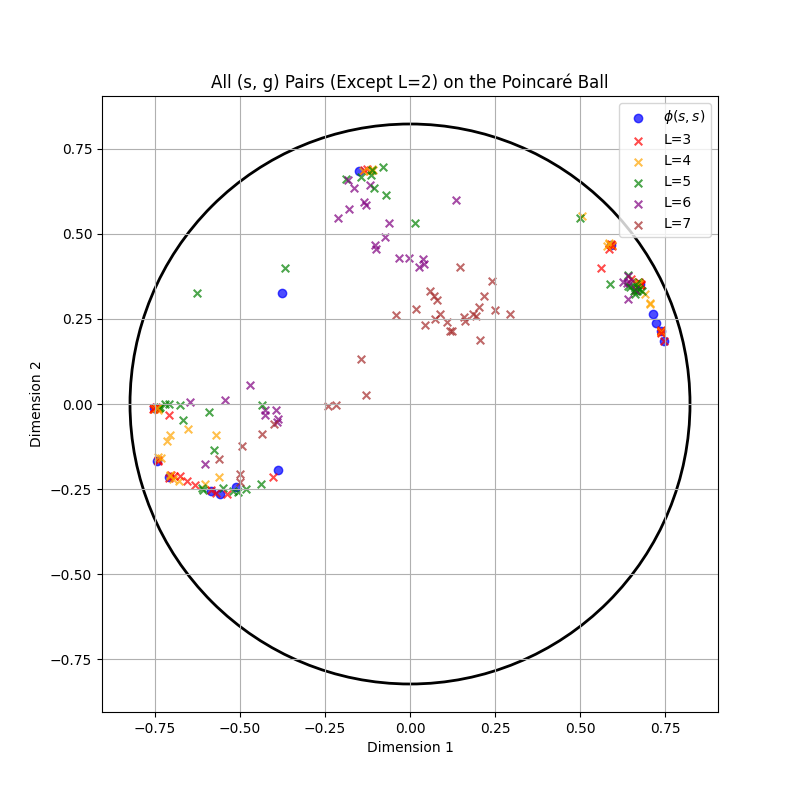 All (s, g) Pairs (Except L=2) on the Poincaré Ball
ϕ(s, s)
L=3
L=4
L=5
L=6
L=7
0.75
0.50
0.25
0.00
−0.25
−0.50
−0.75
Dimension 2
−0.75 −0.50 −0.25 0.00 0.25 0.50 0.75
Dimension 1